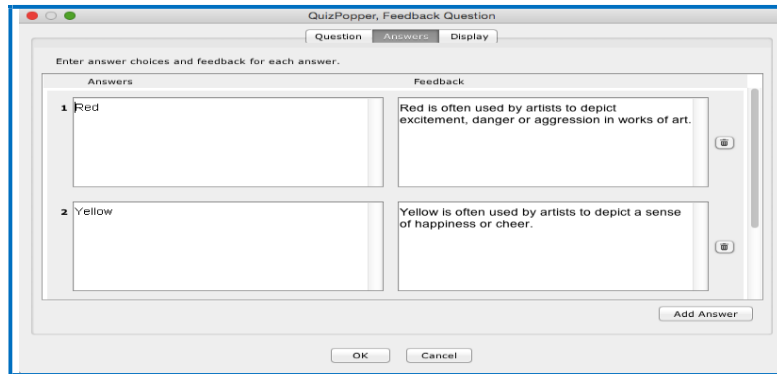 QuizPopper, Feedback Question
Question Answers Display
Enter answer choices and feedback for each answer.
Answers Feedback
1 Red
Red is often used by artists to depict
excitement, danger or aggression in works of art.
2 Yellow
Yellow is often used by artists to depict a sense
of happiness or cheer.
Add Answer
OK Cancel